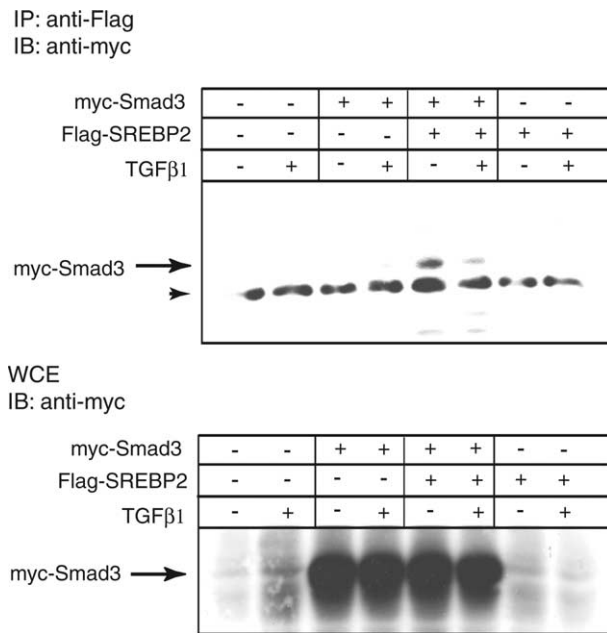 IP: anti-Flag
IB: anti-myc
myc-Smad3 - - + + + + - -
Flag-SREBP2 - - - - + + + +
TGFβ1 - + - + - + - +
myc-Smad3
WCE
IB: anti-myc
myc-Smad3 - - + + + + - -
Flag-SREBP2 - - - - + + + +
TGFβ1 - + - + - + - +
myc-Smad3